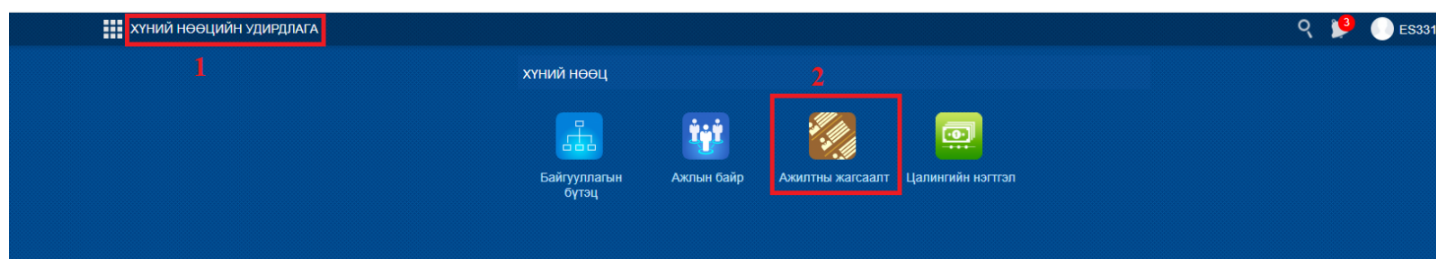 ХҮНИЙ НӨӨЦИЙН УДИРДЛАГА
3
ES331
1
ХҮНИЙ НӨӨЦ
2
Байгууллагын бүтэц
Ажлын байр
Ажилтны жагсаалт
Цалингийн нэгтгэл